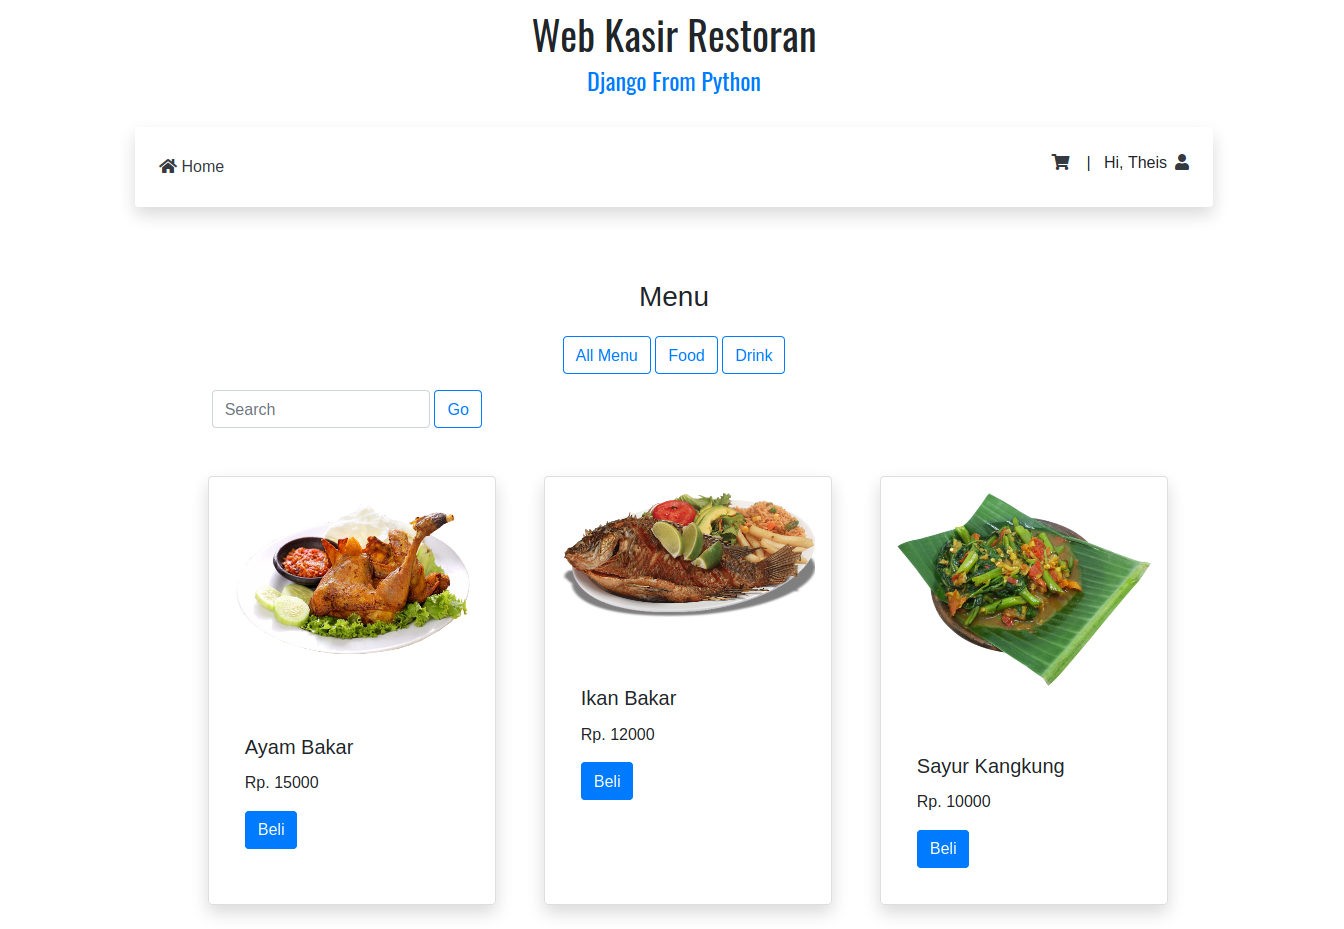 Web Kasir Restoran
Django From Python
Home
| Hi, Theis
Menu
All Menu Food Drink
Search Go
Ayam Bakar
Rp. 15000
Beli
Ikan Bakar
Rp. 12000
Beli
Sayur Kangkung
Rp. 10000
Beli